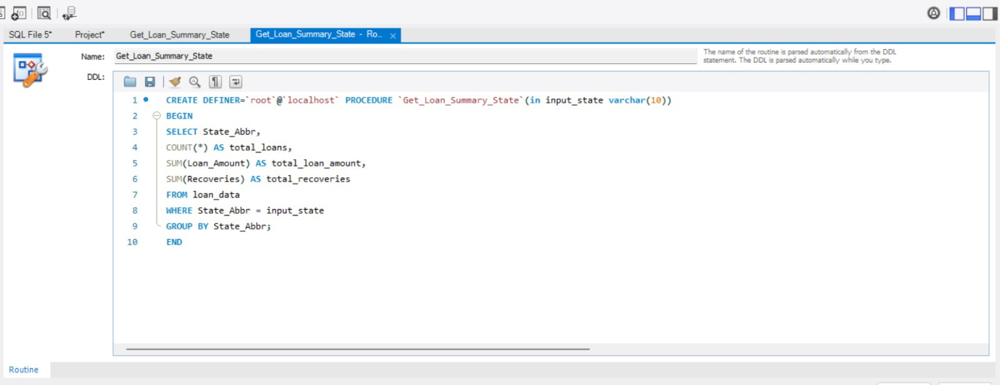 SQL File 5* Project* Get_Loan_Summary_State Get_Loan_Summary_State - Ro...
Name: Get_Loan_Summary_State
The name of the routine is parsed automatically from the DDL
statement. The DDL is parsed automatically while you type.
DDL:
1 CREATE DEFINER=`root`@`localhost` PROCEDURE `Get_Loan_Summary_State`(in input_state varchar(10))
2 BEGIN
3 SELECT State_Abbr,
4 COUNT(*) AS total_loans,
5 SUM(Loan_Amount) AS total_loan_amount,
6 SUM(Recoveries) AS total_recoveries
7 FROM loan_data
8 WHERE State_Abbr = input_state
9 GROUP BY State_Abbr;
10 END
Routine